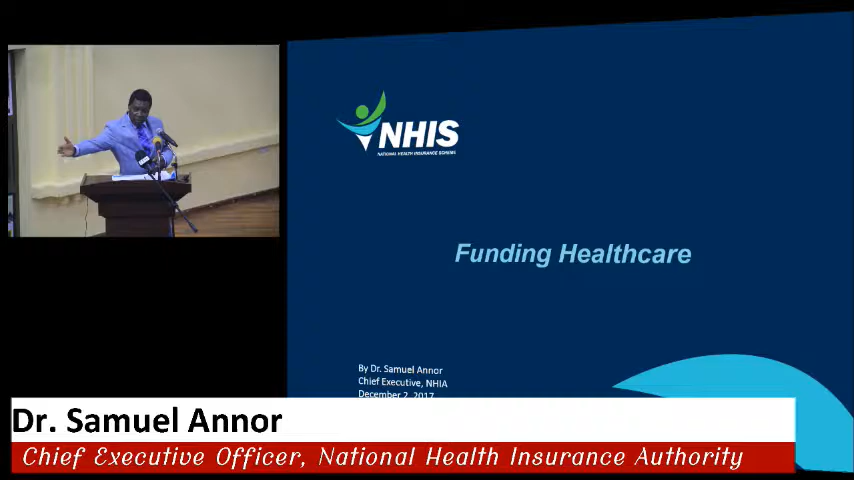 NHIS
NATIONAL HEALTH INSURANCE SCHEME
Funding Healthcare
By Dr. Samuel Annor
Chief Executive, NHIA
December 2, 2017
Dr. Samuel Annor
Chief Executive Officer, National Health Insurance Authority